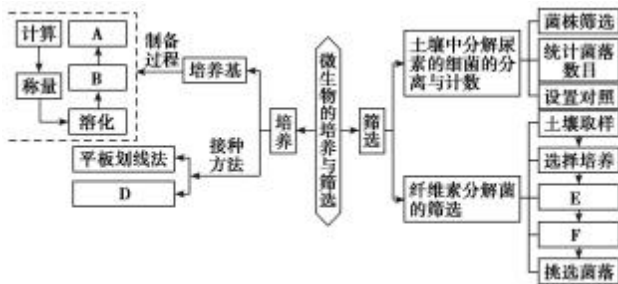 计算
称量
溶化
B
A
制备
过程
培养基
接种
方法
平板划线法
D
培养
微生物的培养与筛选
筛选
土壤中分解尿
素的细菌的分
离与计数
菌株筛选
统计菌落
数目
设置对照
纤维素分解菌
的筛选
土壤取样
选择培养
E
F
挑选菌落